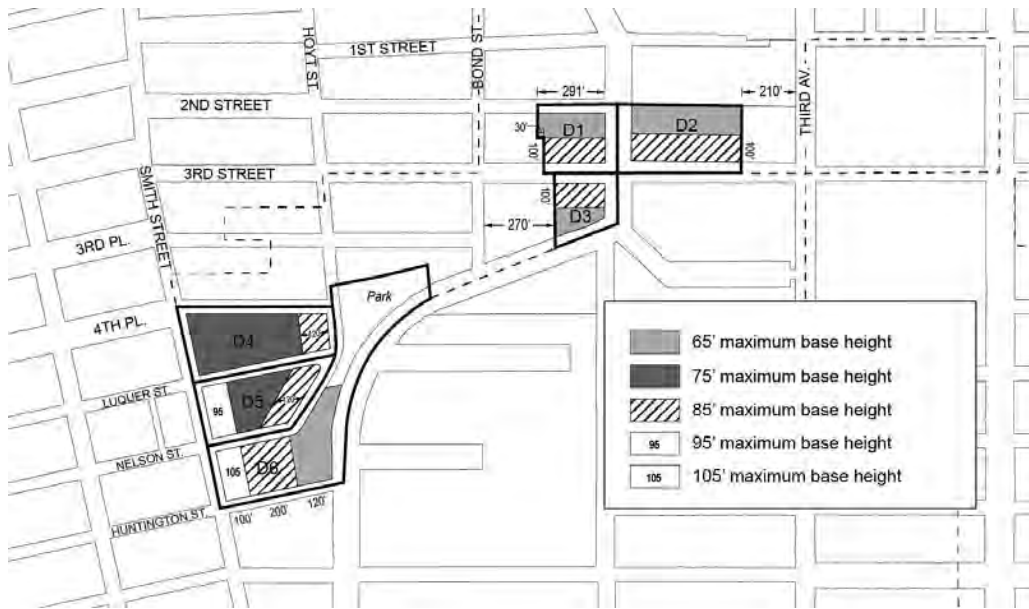 1ST STREET
HOYT ST.
BOND ST.
2ND STREET
291'
210'
THIRD AV.
30'
D1
D2
100'
100'
3RD STREET
SMITH STREET
100'
D3
270'
3RD PL.
Park
4TH PL.
D4
120'
65' maximum base height
75' maximum base height
85' maximum base height
95 95' maximum base height
105 105' maximum base height
LUQUER ST.
95
D5
NELSON ST.
105
D6
HUNTINGTON ST.
100'
200'
120'